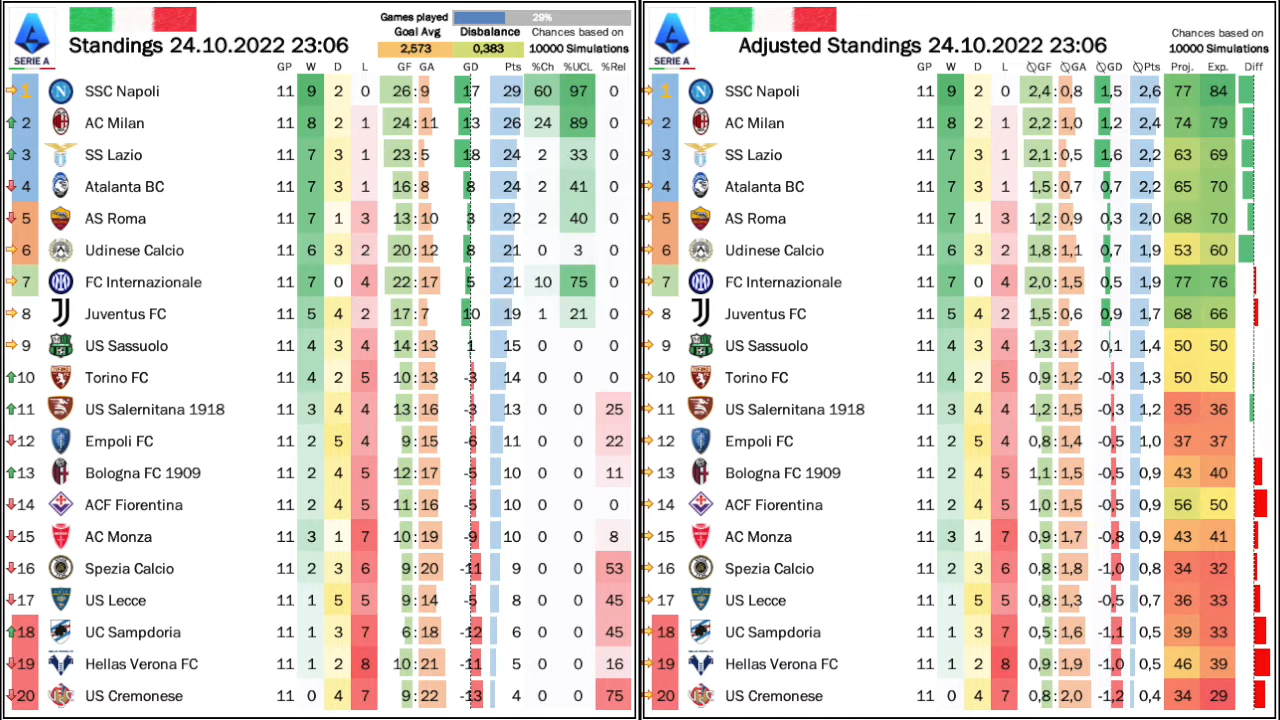 Games played 29%
Goal Avg Disbalance Chances based on
2,573 0,383 10000 Simulations
Standings 24.10.2022 23:06
SERIE A
GP W D L GF GA GD Pts %Ch %UCL %Rel
1 SSC Napoli 11 9 2 0 26 : 9 17 29 60 97 0
2 AC Milan 11 8 2 1 24 : 11 13 26 24 89 0
3 SS Lazio 11 7 3 1 23 : 5 18 24 2 33 0
4 Atalanta BC 11 7 3 1 16 : 8 8 24 2 41 0
5 AS Roma 11 7 1 3 13 : 10 3 22 2 40 0
6 Udinese Calcio 11 6 3 2 20 : 12 8 21 0 3 0
7 FC Internazionale 11 7 0 4 22 : 17 5 21 10 75 0
8 Juventus FC 11 5 4 2 17 : 7 10 19 1 21 0
9 US Sassuolo 11 4 3 4 14 : 13 1 15 0 0 0
10 Torino FC 11 4 2 5 10 : 13 -3 14 0 0 0
11 US Salernitana 1918 11 3 4 4 13 : 16 -3 13 0 0 25
12 Empoli FC 11 2 5 4 9 : 15 -6 11 0 0 22
13 Bologna FC 1909 11 2 4 5 12 : 17 -5 10 0 0 11
14 ACF Fiorentina 11 2 4 5 11 : 16 -5 10 0 0 0
15 AC Monza 11 3 1 7 10 : 19 -9 10 0 0 8
16 Spezia Calcio 11 2 3 6 9 : 20 -11 9 0 0 53
17 US Lecce 11 1 5 5 9 : 14 -5 8 0 0 45
18 UC Sampdoria 11 1 3 7 6 : 18 -12 6 0 0 45
19 Hellas Verona FC 11 1 2 8 10 : 21 -11 5 0 0 16
20 US Cremonese 11 0 4 7 9 : 22 -13 4 0 0 75
Chances based on
10000 Simulations
Adjusted Standings 24.10.2022 23:06
SERIE A
GP W D L ∅GF ∅GA ∅GD ∅Pts Proj. Exp. Diff
1 SSC Napoli 11 9 2 0 2,4 : 0,8 1,5 2,6 77 84
2 AC Milan 11 8 2 1 2,2 : 1,0 1,2 2,4 74 79
3 SS Lazio 11 7 3 1 2,1 : 0,5 1,6 2,2 63 69
4 Atalanta BC 11 7 3 1 1,5 : 0,7 0,7 2,2 65 70
5 AS Roma 11 7 1 3 1,2 : 0,9 0,3 2,0 68 70
6 Udinese Calcio 11 6 3 2 1,8 : 1,1 0,7 1,9 53 60
7 FC Internazionale 11 7 0 4 2,0 : 1,5 0,5 1,9 77 76
8 Juventus FC 11 5 4 2 1,5 : 0,6 0,9 1,7 68 66
9 US Sassuolo 11 4 3 4 1,3 : 1,2 0,1 1,4 50 50
10 Torino FC 11 4 2 5 0,9 : 1,2 -0,3 1,3 50 50
11 US Salernitana 1918 11 3 4 4 1,2 : 1,5 -0,3 1,2 35 36
12 Empoli FC 11 2 5 4 0,8 : 1,4 -0,5 1,0 37 37
13 Bologna FC 1909 11 2 4 5 1,1 : 1,5 -0,5 0,9 43 40
14 ACF Fiorentina 11 2 4 5 1,0 : 1,5 -0,5 0,9 56 50
15 AC Monza 11 3 1 7 0,9 : 1,7 -0,8 0,9 43 41
16 Spezia Calcio 11 2 3 6 0,8 : 1,8 -1,0 0,8 34 32
17 US Lecce 11 1 5 5 0,8 : 1,3 -0,5 0,7 36 33
18 UC Sampdoria 11 1 3 7 0,5 : 1,6 -1,1 0,5 39 33
19 Hellas Verona FC 11 1 2 8 0,9 : 1,9 -1,0 0,5 46 39
20 US Cremonese 11 0 4 7 0,8 : 2,0 -1,2 0,4 34 29